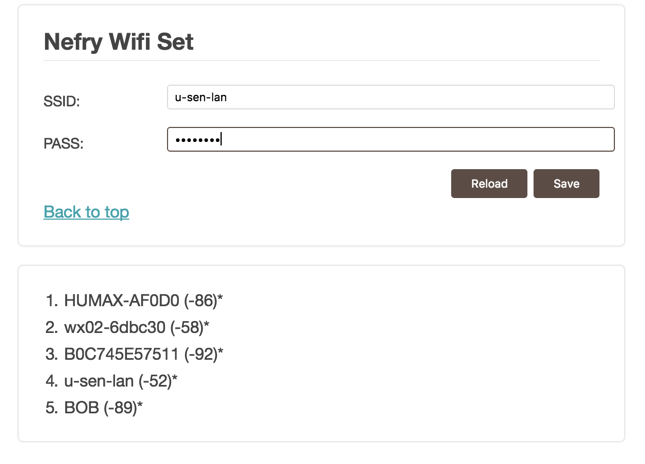 Nefry Wifi Set
SSID: u-sen-lan
PASS: ••••••••
Reload Save
Back to top
1. HUMAX-AF0D0 (-86)*
2. wx02-6dbc30 (-58)*
3. B0C745E57511 (-92)*
4. u-sen-lan (-52)*
5. BOB (-89)*